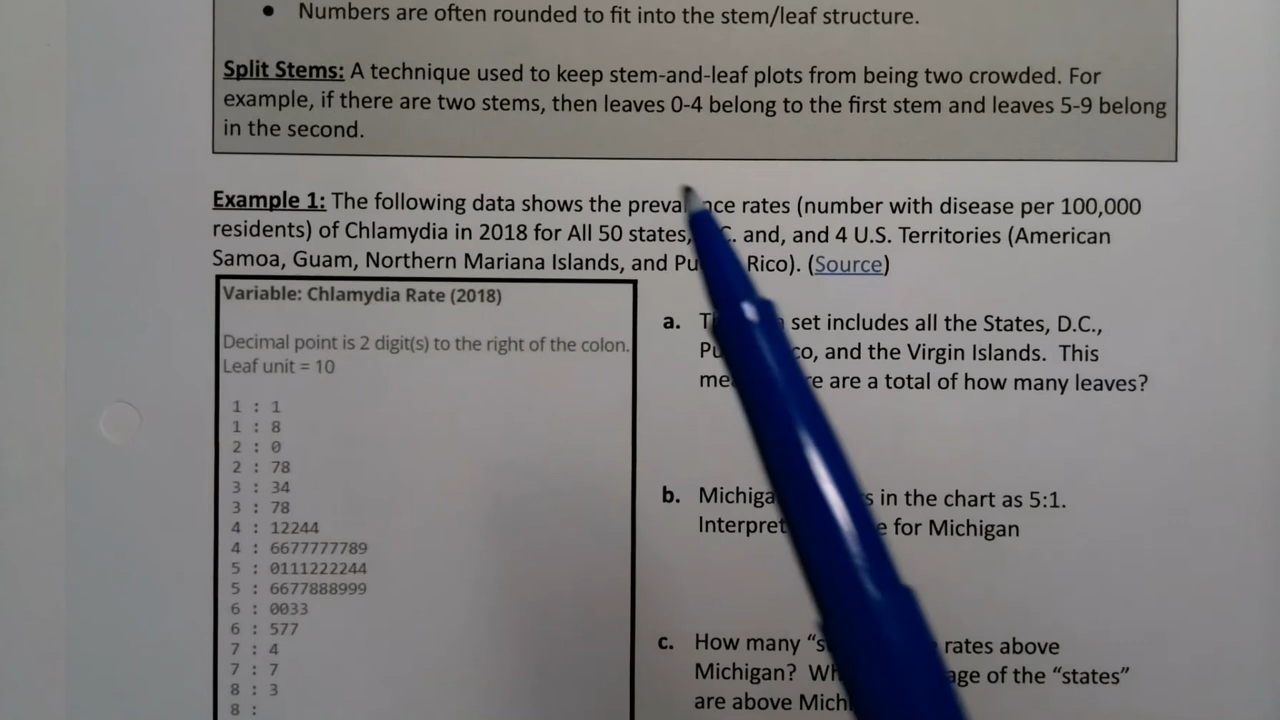 • Numbers are often rounded to fit into the stem/leaf structure.
Split Stems: A technique used to keep stem-and-leaf plots from being two crowded. For
example, if there are two stems, then leaves 0-4 belong to the first stem and leaves 5-9 belong
in the second.
Example 1: The following data shows the rates (number with disease per 100,000
residents) of Chlamydia in 2018 for All 50 states, and, and 4 U.S. Territories (American
Samoa, Guam, Northern Mariana Islands, and Rico). (Source)
Variable: Chlamydia Rate (2018)
Decimal point is 2 digit(s) to the right of the colon.
Leaf unit = 10
1 : 1
1 : 8
2 : 0
2 : 78
3 : 34
3 : 78
4 : 12244
4 : 6677777789
5 : 0111222244
5 : 6677888999
6 : 0033
6 : 577
7 : 4
7 : 7
8 : 3
8 :
a. set includes all the States, D.C.,
and the Virgin Islands. This
are a total of how many leaves?
b. in the chart as 5:1.
for Michigan
c. How many rates above
Michigan? of the “states”
are above